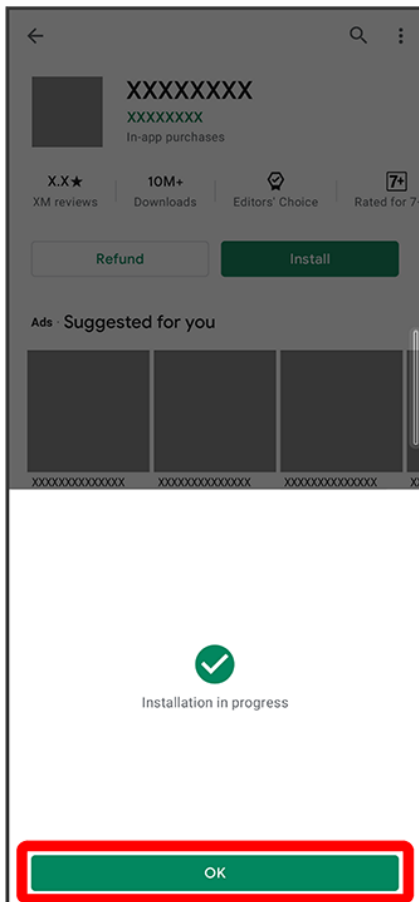 XXXXXXXX
XXXXXXXX
In-app purchases
X.X★ 10M+ 7+
XM reviews Downloads Editors' Choice Rated for 7+
Refund Install
Ads · Suggested for you
XXXXXXXXXXXXXX XXXXXXXXXXXXXX XXXXXXXXXXXXXX
Installation in progress
OK